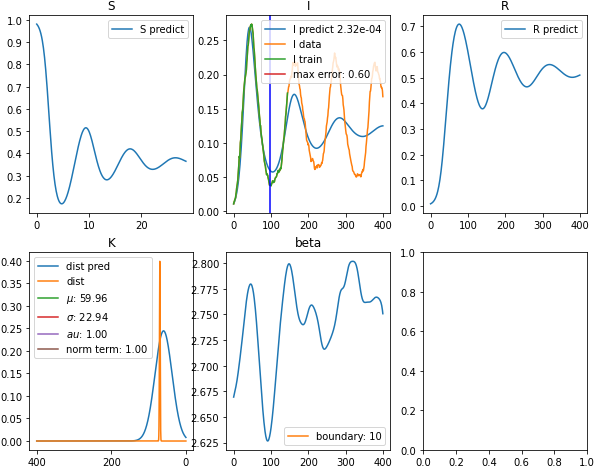 S
I
R
S predict
I predict 2.32e-04
I data
I train
max error: 0.60
R predict
1.0
0.9
0.8
0.7
0.6
0.5
0.4
0.3
0.2
0 10 20
0.25
0.20
0.15
0.10
0.05
0.00
0 100 200 300 400
0.7
0.6
0.5
0.4
0.3
0.2
0.1
0.0
0 100 200 300 400
K
beta
dist pred
dist
μ: 59.96
σ: 22.94
au: 1.00
norm term: 1.00
boundary: 10
0.40
0.35
0.30
0.25
0.20
0.15
0.10
0.05
0.00
400 200 0
2.800
2.775
2.750
2.725
2.700
2.675
2.650
2.625
0 100 200 300 400
1.0
0.8
0.6
0.4
0.2
0.0
0.0 0.2 0.4 0.6 0.8 1.0